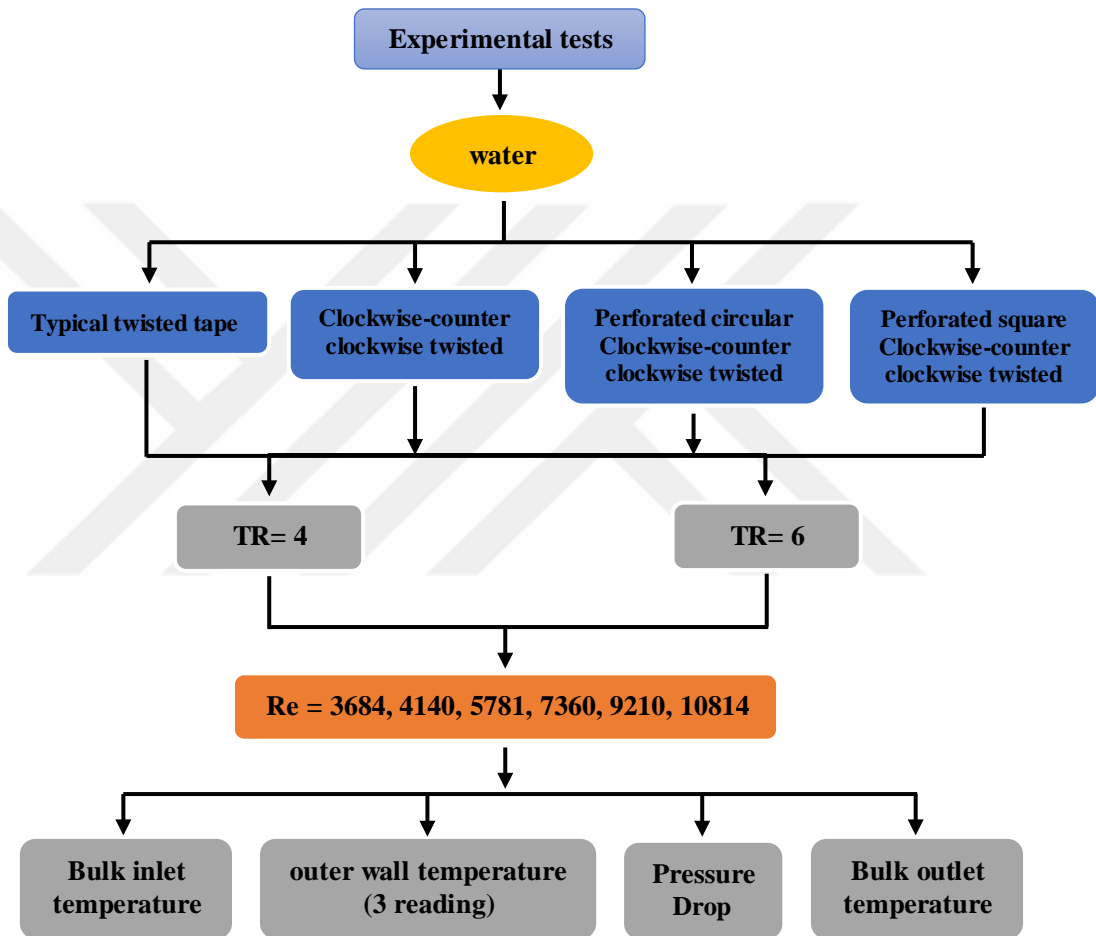 Experimental tests
water
Typical twisted tape
Clockwise-counter
clockwise twisted
Perforated circular
Clockwise-counter
clockwise twisted
Perforated square
Clockwise-counter
clockwise twisted
TR= 4
TR= 6
Re = 3684, 4140, 5781, 7360, 9210, 10814
Bulk inlet
temperature
outer wall temperature
(3 reading)
Pressure
Drop
Bulk outlet
temperature